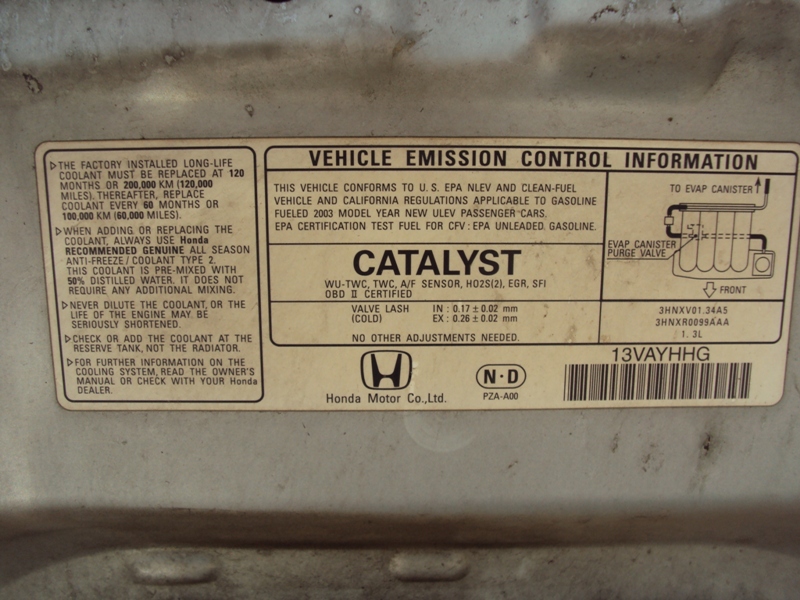 ▷THE FACTORY INSTALLED LONG-LIFE
COOLANT MUST BE REPLACED AT 120
MONTHS OR 200,000 KM (120,000
MILES). THEREAFTER, REPLACE
COOLANT EVERY 60 MONTHS OR
100,000 KM (60,000 MILES).
▷WHEN ADDING OR REPLACING THE
COOLANT, ALWAYS USE Honda
RECOMMENDED GENUINE ALL SEASON
ANTI-FREEZE/COOLANT TYPE 2.
THIS COOLANT IS PRE-MIXED WITH
50% DISTILLED WATER. IT DOES NOT
REQUIRE ANY ADDITIONAL MIXING.
▷NEVER DILUTE THE COOLANT, OR THE
LIFE OF THE ENGINE MAY BE
SERIOUSLY SHORTENED.
▷CHECK OR ADD THE COOLANT AT THE
RESERVE TANK, NOT THE RADIATOR.
▷FOR FURTHER INFORMATION ON THE
COOLING SYSTEM, READ THE OWNER'S
MANUAL OR CHECK WITH YOUR Honda
DEALER.
VEHICLE EMISSION CONTROL INFORMATION
THIS VEHICLE CONFORMS TO U.S. EPA NLEV AND CLEAN-FUEL
VEHICLE AND CALIFORNIA REGULATIONS APPLICABLE TO GASOLINE
FUELED 2003 MODEL YEAR NEW ULEV PASSENGER CARS.
EPA CERTIFICATION TEST FUEL FOR CFV : EPA UNLEADED GASOLINE.
CATALYST
WU-TWC, TWC, A/F SENSOR, HO2S(2), EGR, SFI
OBD II CERTIFIED
VALVE LASH IN : 0.17 ± 0.02 mm
(COLD) EX : 0.26 ± 0.02 mm
NO OTHER ADJUSTMENTS NEEDED.
TO EVAP CANISTER
EVAP CANISTER
PURGE VALVE
FRONT
3HNXV01.34A5
3HNXR0099AAA
1.3L
Honda Motor Co.,Ltd.
N·D
PZA-A00
13VAYHHG